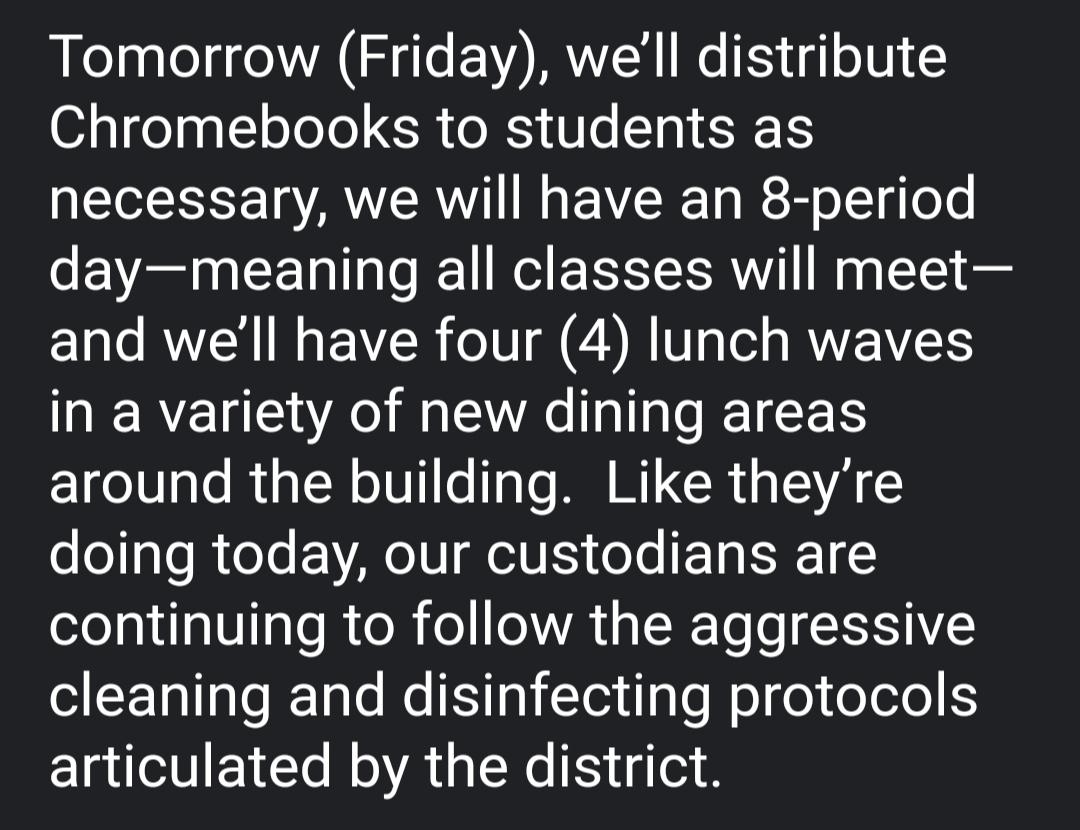 Tomorrow (Friday), we’ll distribute
Chromebooks to students as
necessary, we will have an 8-period
day—meaning all classes will meet—
and we’ll have four (4) lunch waves
in a variety of new dining areas
around the building.  Like they’re
doing today, our custodians are
continuing to follow the aggressive
cleaning and disinfecting protocols
articulated by the district.